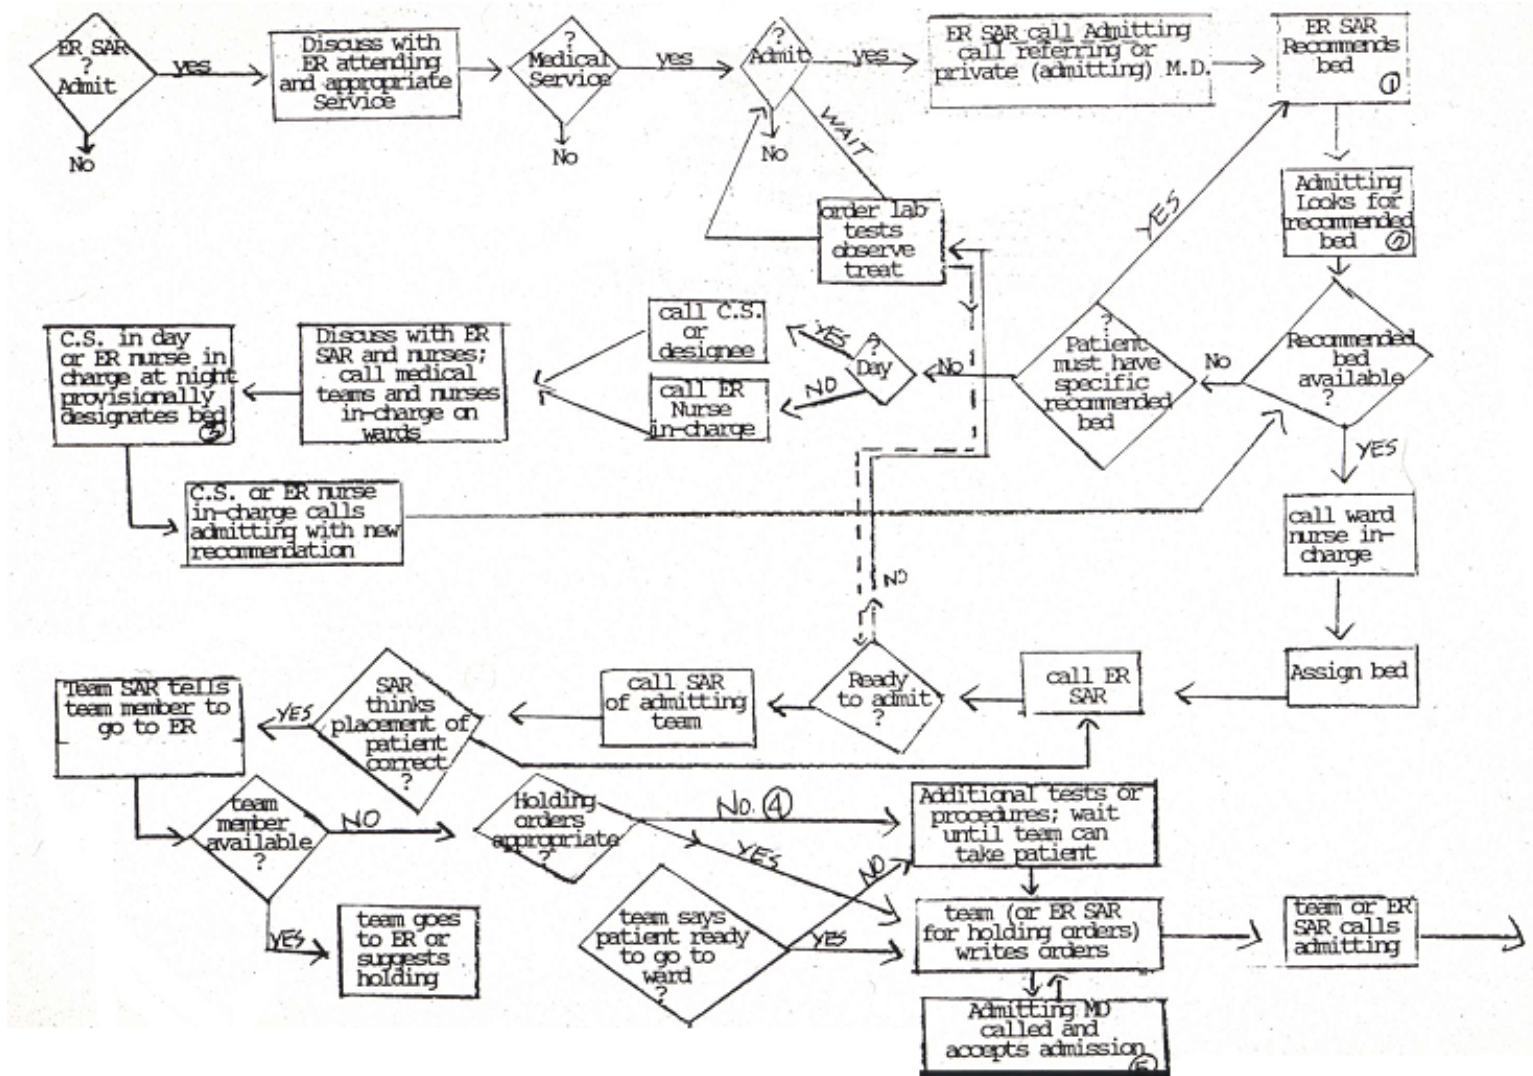 ER SAR
?
Admit
yes
No
Discuss with
ER attending
and appropriate
Service
?
Medical
Service
yes
No
?
Admit
yes
No
WAIT
ER SAR call Admitting
call referring or
private (admitting) M.D.
ER SAR
Recommends
bed
1
Admitting
Looks for
recommended
bed 2
order lab
tests
observe
treat
YES
Recommended
bed
available
?
No
YES
?
Patient
must have
specific
recommended
bed
No
?
Day
YES
NO
call C.S.
or
designee
call ER
Nurse
in-charge
Discuss with ER
SAR and nurses;
call medical
teams and nurses
in-charge on
wards
C.S. in day
or ER nurse in
charge at night
provisionally
designates bed
3
C.S. or ER nurse
in-charge calls
admitting with new
recommendation
call ward
nurse in-
charge
Assign bed
call ER
SAR
Ready
to admit
?
NO
call SAR
of admitting
team
SAR
thinks
placement of
patient
correct
?
YES
Team SAR tells
team member to
go to ER
team
member
available
?
NO
YES
team goes
to ER or
suggests
holding
Holding
orders
appropriate
?
No. 4
YES
Additional tests or
procedures; wait
until team can
take patient
team says
patient ready
to go to
ward
?
NO
YES
team (or ER SAR
for holding orders)
writes orders
team or ER
SAR calls
admitting
Admitting MD
called and
accepts admission
5